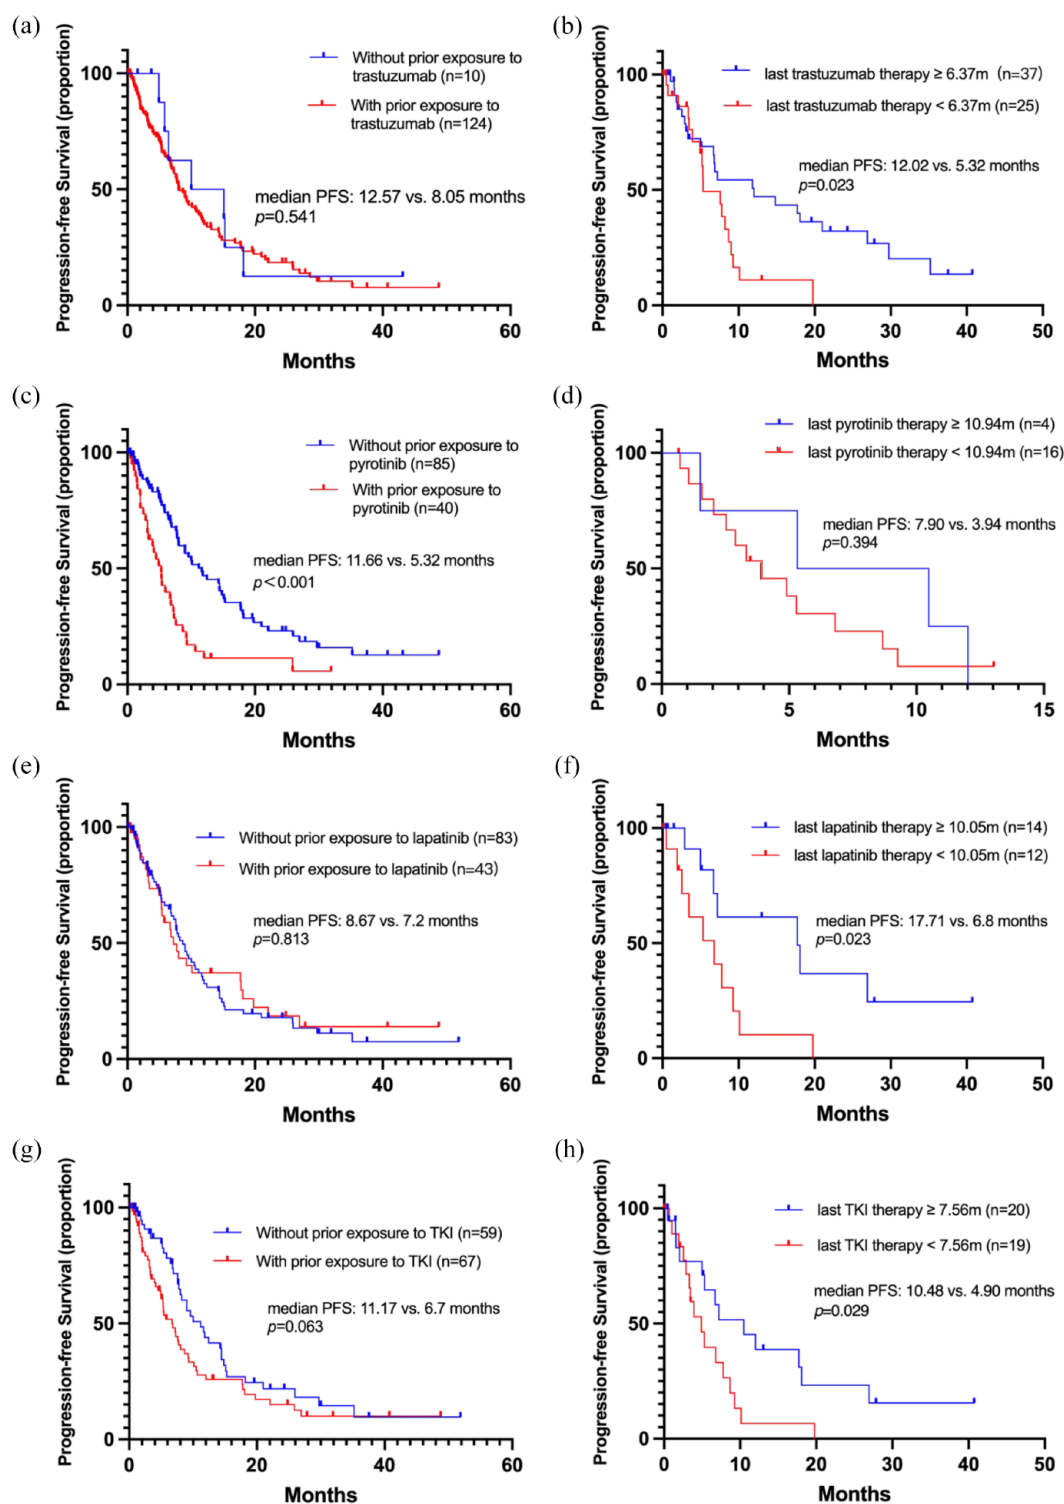 (a)
Progression-free Survival (proportion)
100
50
0
0 20 40 60
Months
Without prior exposure to
trastuzumab (n=10)
With prior exposure to
trastuzumab (n=124)
median PFS: 12.57 vs. 8.05 months
p=0.541
(b)
Progression-free Survival (proportion)
100
50
0
0 10 20 30 40 50
Months
last trastuzumab therapy ≥ 6.37m (n=37)
last trastuzumab therapy < 6.37m (n=25)
median PFS: 12.02 vs. 5.32 months
p=0.023
(c)
Progression-free Survival (proportion)
100
50
0
0 20 40 60
Months
Without prior exposure to
pyrotinib (n=85)
With prior exposure to
pyrotinib (n=40)
median PFS: 11.66 vs. 5.32 months
p<0.001
(d)
Progression-free Survival (proportion)
100
50
0
0 5 10 15
Months
last pyrotinib therapy ≥ 10.94m (n=4)
last pyrotinib therapy < 10.94m (n=16)
median PFS: 7.90 vs. 3.94 months
p=0.394
(e)
Progression-free Survival (proportion)
100
50
0
0 20 40 60
Months
Without prior exposure to lapatinib (n=83)
With prior exposure to lapatinib (n=43)
median PFS: 8.67 vs. 7.2 months
p=0.813
(f)
Progression-free Survival (proportion)
100
50
0
0 10 20 30 40 50
Months
last lapatinib therapy ≥ 10.05m (n=14)
last lapatinib therapy < 10.05m (n=12)
median PFS: 17.71 vs. 6.8 months
p=0.023
(g)
Progression-free Survival (proportion)
100
50
0
0 20 40 60
Months
Without prior exposure to TKI (n=59)
With prior exposure to TKI (n=67)
median PFS: 11.17 vs. 6.7 months
p=0.063
(h)
Progression-free Survival (proportion)
100
50
0
0 10 20 30 40 50
Months
last TKI therapy ≥ 7.56m (n=20)
last TKI therapy < 7.56m (n=19)
median PFS: 10.48 vs. 4.90 months
p=0.029